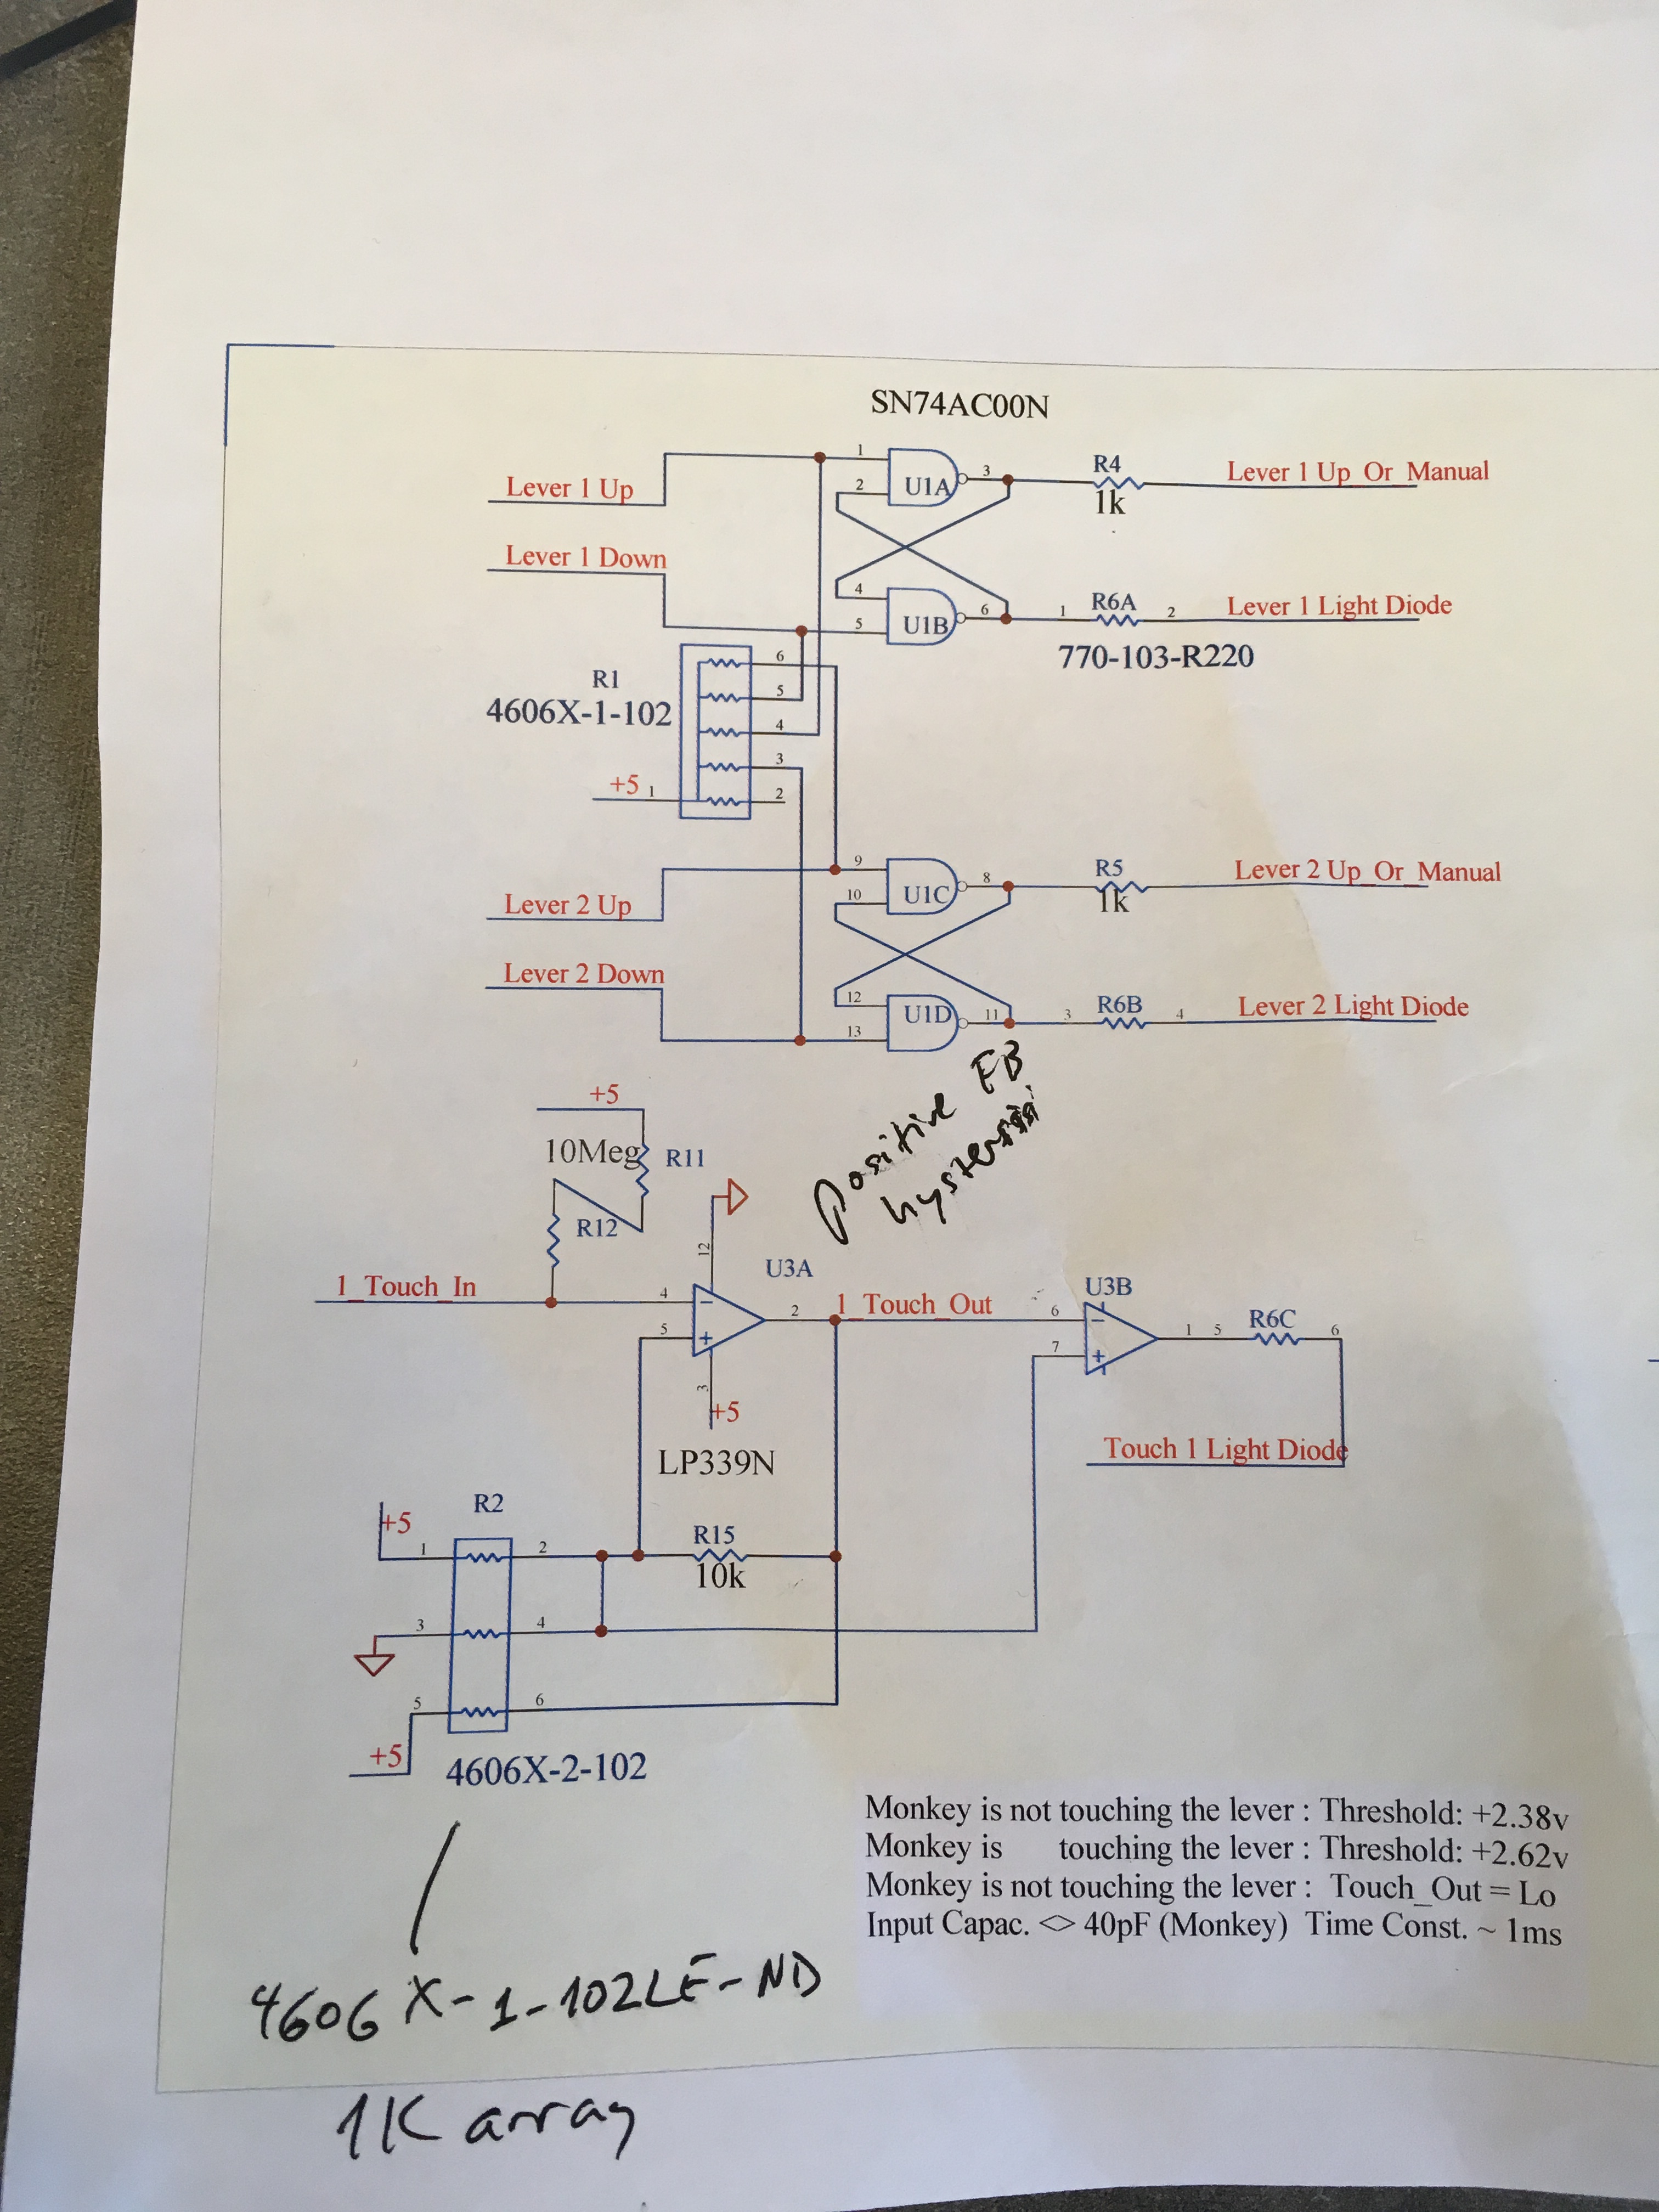 SN74AC00N
Lever 1 Up
1
2
U1A
3
R4
1k
Lever 1 Up_Or_Manual
Lever 1 Down
4
5
U1B
6
1
R6A
2
Lever 1 Light Diode
770-103-R220
R1
4606X-1-102
6
5
4
3
2
+5
1
Lever 2 Up
9
10
U1C
8
R5
1k
Lever 2 Up_Or_Manual
Lever 2 Down
12
13
U1D
11
3
R6B
4
Lever 2 Light Diode
Positive FB
hysteresis
+5
10Meg
R11
R12
1_Touch_In
12
4
5
U3A
2
3
+5
LP339N
1_Touch_Out
6
7
U3B
1
5
R6C
6
Touch 1 Light Diode
R2
+5
1
2
R15
10k
3
4
5
6
+5
4606X-2-102
Monkey is not touching the lever : Threshold: +2.38v
Monkey is touching the lever : Threshold: +2.62v
Monkey is not touching the lever : Touch_Out = Lo
Input Capac. <> 40pF (Monkey) Time Const. ~ 1ms
4606X-1-102LF-ND
1K array